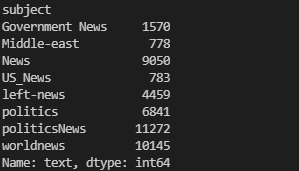 subject
Government News 1570
Middle-east 778
News 9050
US_News 783
left-news 4459
politics 6841
politicsNews 11272
worldnews 10145
Name: text, dtype: int64